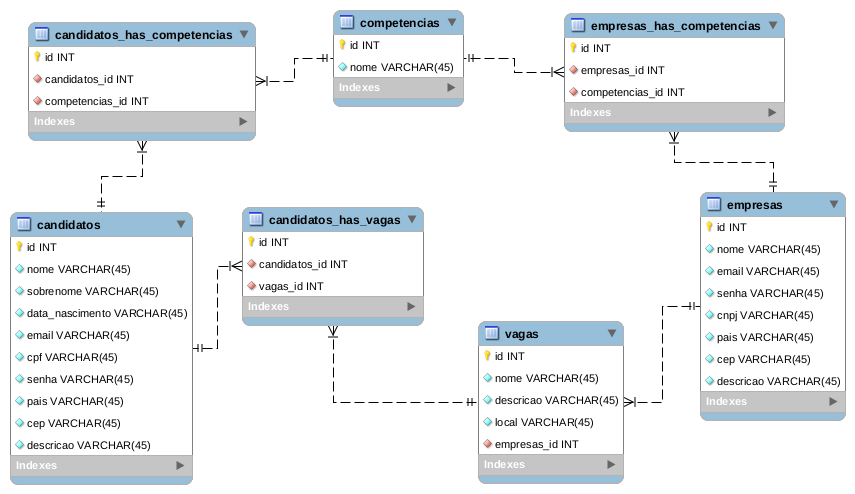 candidatos_has_competencias
id INT
candidatos_id INT
competencias_id INT
Indexes
competencias
id INT
nome VARCHAR(45)
Indexes
empresas_has_competencias
id INT
empresas_id INT
competencias_id INT
Indexes
candidatos
id INT
nome VARCHAR(45)
sobrenome VARCHAR(45)
data_nascimento VARCHAR(45)
email VARCHAR(45)
cpf VARCHAR(45)
senha VARCHAR(45)
pais VARCHAR(45)
cep VARCHAR(45)
descricao VARCHAR(45)
Indexes
candidatos_has_vagas
id INT
candidatos_id INT
vagas_id INT
Indexes
vagas
id INT
nome VARCHAR(45)
descricao VARCHAR(45)
local VARCHAR(45)
empresas_id INT
Indexes
empresas
id INT
nome VARCHAR(45)
email VARCHAR(45)
senha VARCHAR(45)
cnpj VARCHAR(45)
pais VARCHAR(45)
cep VARCHAR(45)
descricao VARCHAR(45)
Indexes